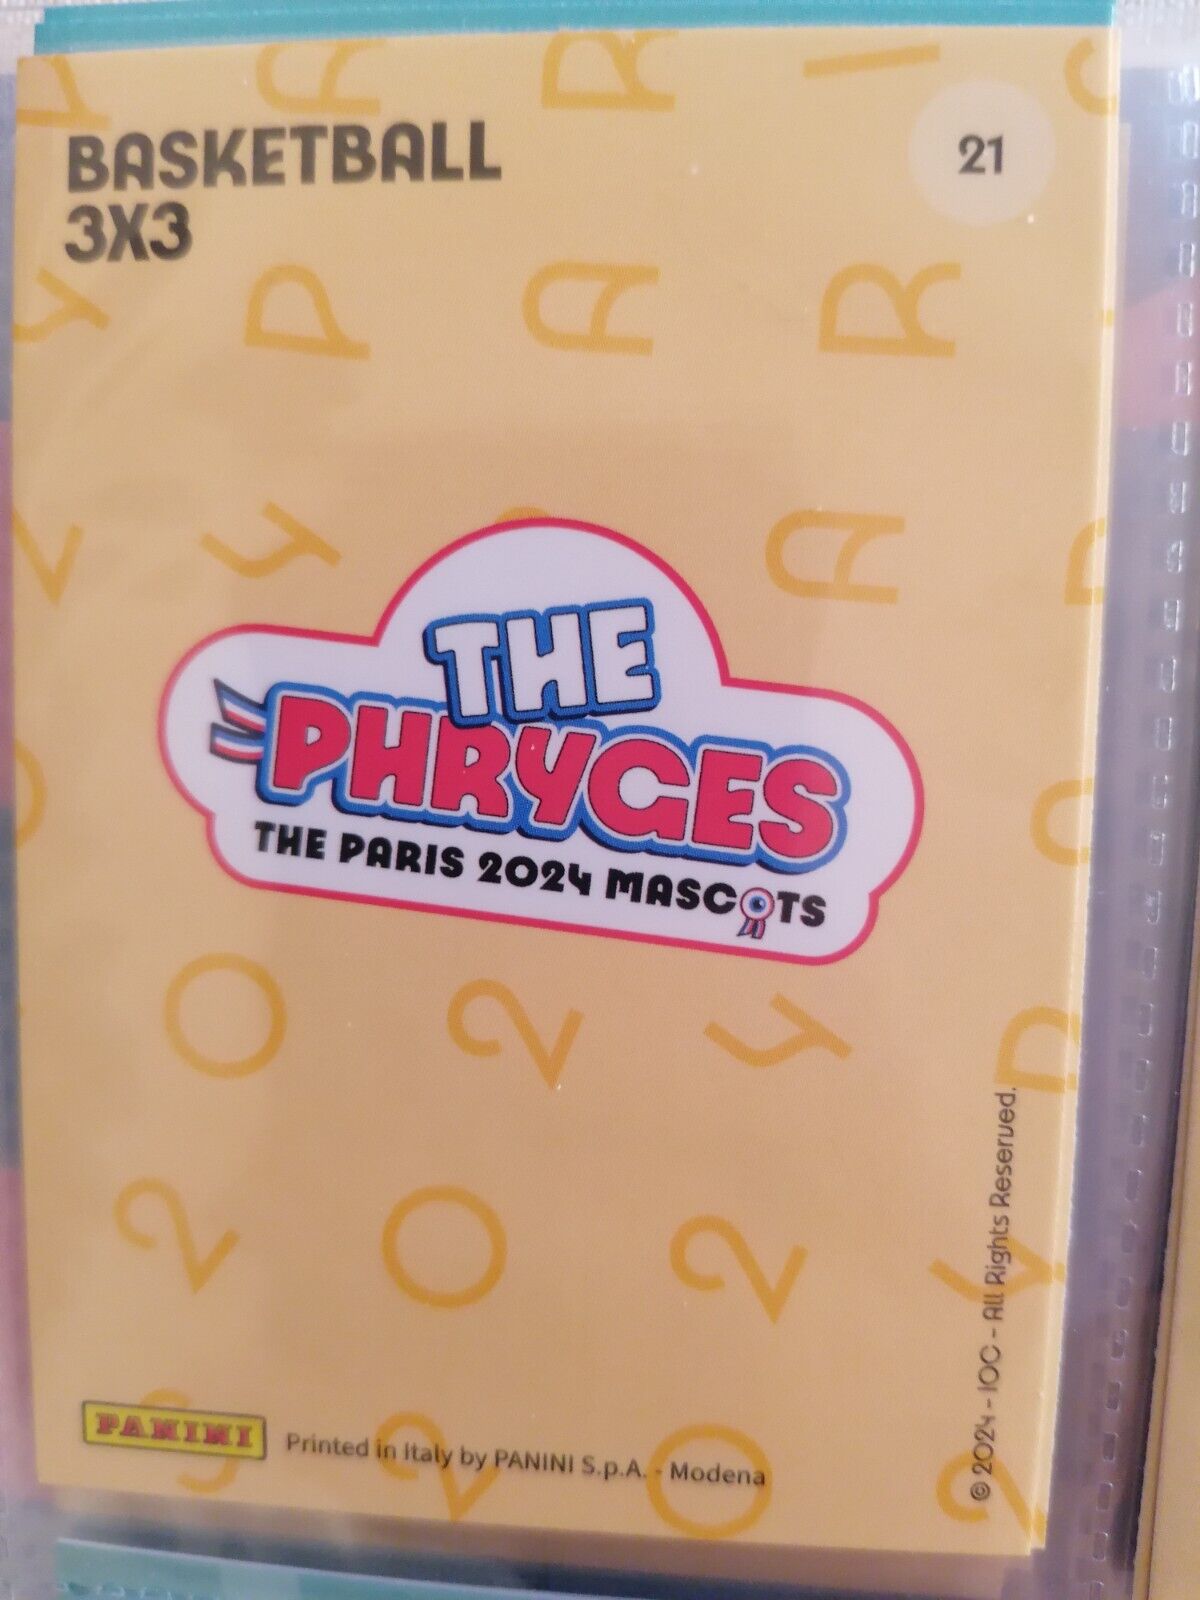 BASKETBALL
3X3
21
THE
PHRYGES
THE PARIS 2024 MASCOTS
PANINI
Printed in Italy by PANINI S.p.A. - Modena
© 2024 - IOC - All Rights Reserved.